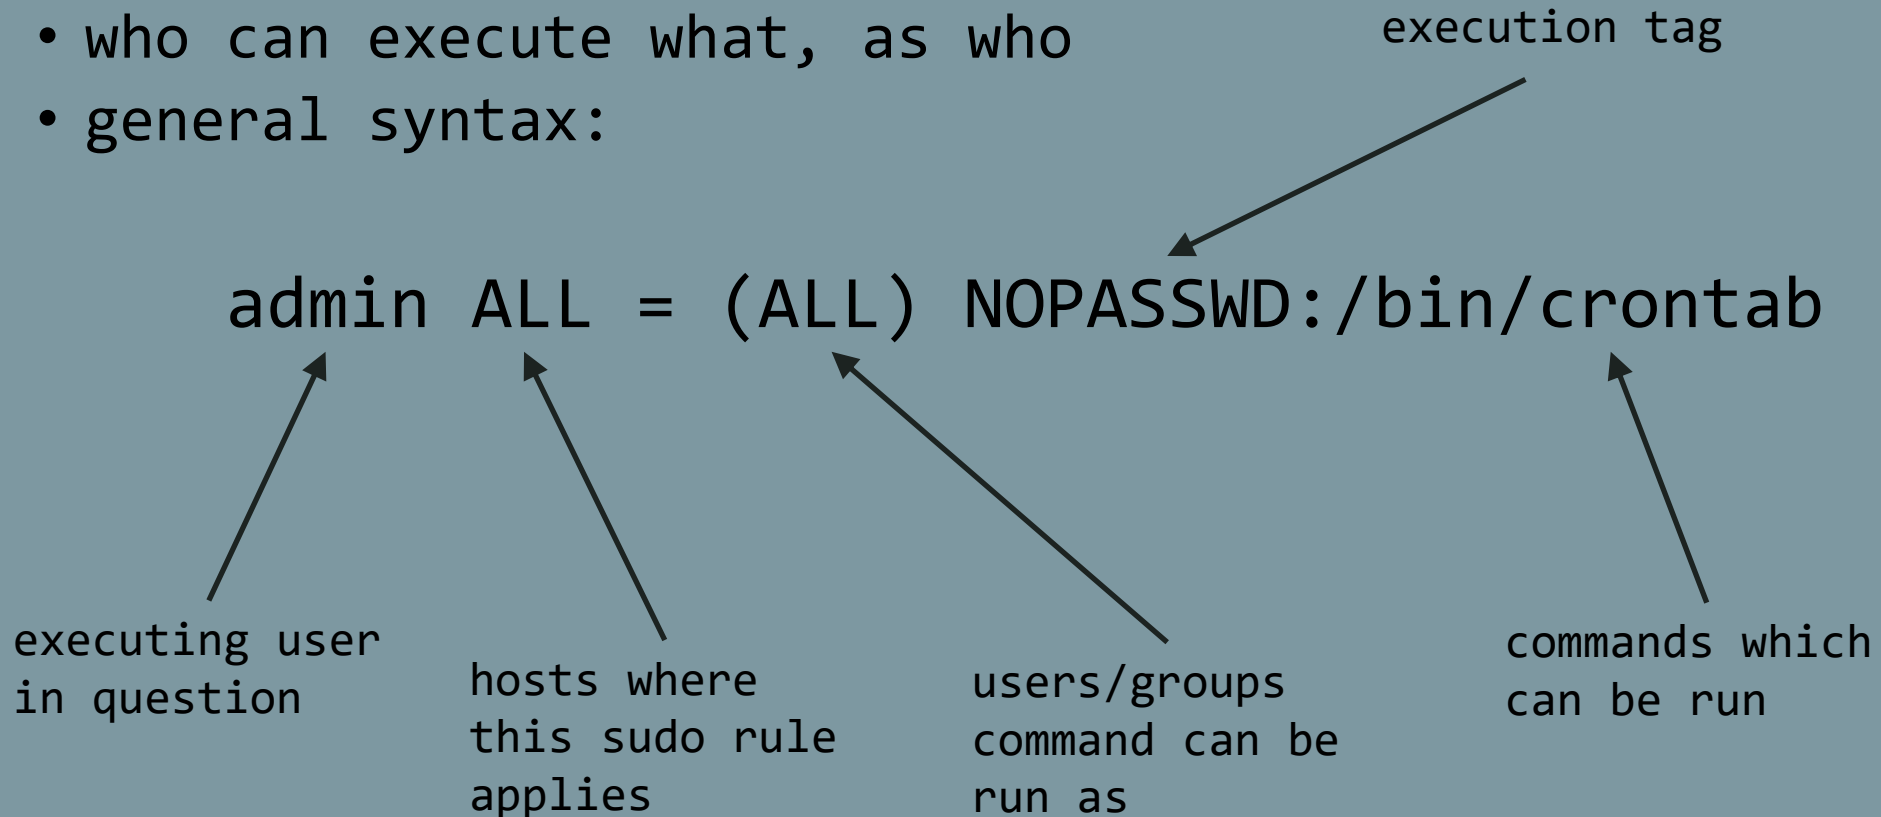 • who can execute what, as who
execution tag
• general syntax:
admin ALL = (ALL) NOPASSWD:/bin/crontab
executing user
in question
hosts where
this sudo rule
applies
users/groups
command can be
run as
commands which
can be run